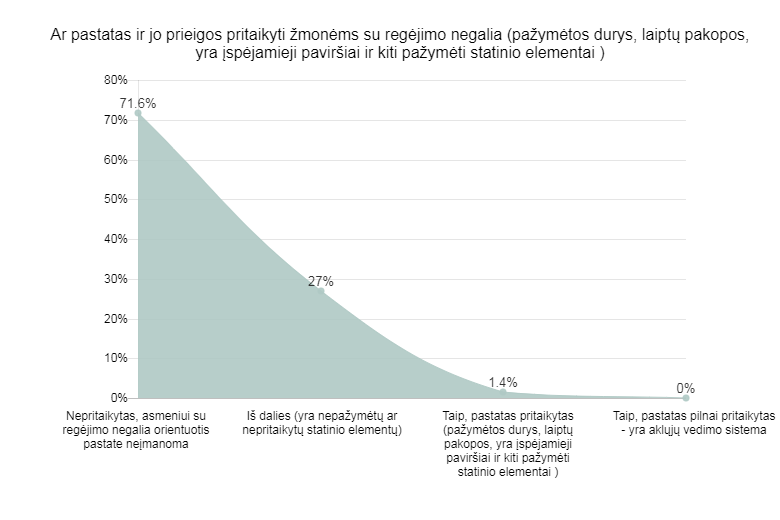 Ar pastatas ir jo prieigos pritaikyti žmonėms su regėjimo negalia (pažymėtos durys, laiptų pakopos,
yra įspėjamieji paviršiai ir kiti pažymėti statinio elementai )
80%
71.6%
70%
60%
50%
40%
30%
27%
20%
10%
1.4%
0%
0%
Nepritaikytas, asmeniui su
regėjimo negalia orientuotis
pastate neįmanoma
Iš dalies (yra nepažymėtų ar
nepritaikytų statinio elementų)
Taip, pastatas pritaikytas
(pažymėtos durys, laiptų
pakopos, yra įspėjamieji
paviršiai ir kiti pažymėti
statinio elementai )
Taip, pastatas pilnai pritaikytas
- yra aklųjų vedimo sistema